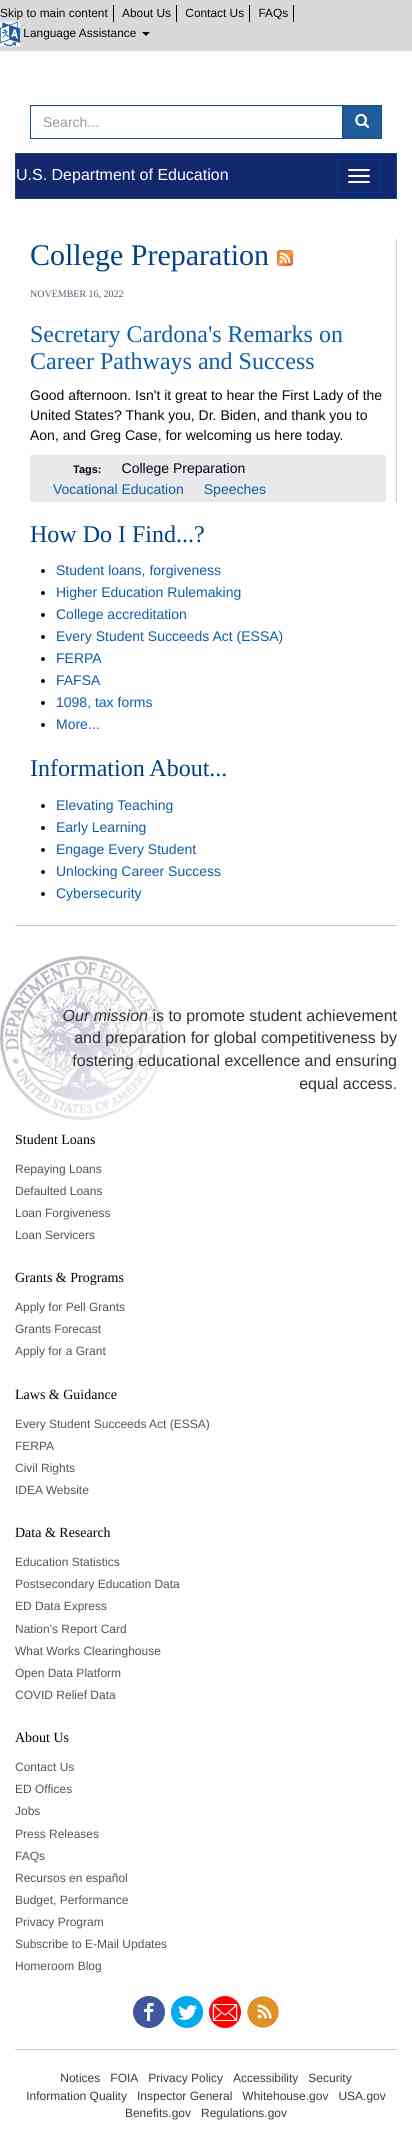 Skip to main content About Us Contact Us FAQs
Language Assistance
Search...
U.S. Department of Education
College Preparation
NOVEMBER 16, 2022
Secretary Cardona's Remarks on
Career Pathways and Success
Good afternoon. Isn't it great to hear the First Lady of the
United States? Thank you, Dr. Biden, and thank you to
Aon, and Greg Case, for welcoming us here today.
Tags: College Preparation
Vocational Education Speeches
How Do I Find...?
Student loans, forgiveness
Higher Education Rulemaking
College accreditation
Every Student Succeeds Act (ESSA)
FERPA
FAFSA
1098, tax forms
More...
Information About...
Elevating Teaching
Early Learning
Engage Every Student
Unlocking Career Success
Cybersecurity
DEPARTMENT OF EDUCATION
UNITED STATES OF AMERICA
Our mission is to promote student achievement
and preparation for global competitiveness by
fostering educational excellence and ensuring
equal access.
Student Loans
Repaying Loans
Defaulted Loans
Loan Forgiveness
Loan Servicers
Grants & Programs
Apply for Pell Grants
Grants Forecast
Apply for a Grant
Laws & Guidance
Every Student Succeeds Act (ESSA)
FERPA
Civil Rights
IDEA Website
Data & Research
Education Statistics
Postsecondary Education Data
ED Data Express
Nation's Report Card
What Works Clearinghouse
Open Data Platform
COVID Relief Data
About Us
Contact Us
ED Offices
Jobs
Press Releases
FAQs
Recursos en español
Budget, Performance
Privacy Program
Subscribe to E-Mail Updates
Homeroom Blog
Notices FOIA Privacy Policy Accessibility Security
Information Quality Inspector General Whitehouse.gov USA.gov
Benefits.gov Regulations.gov